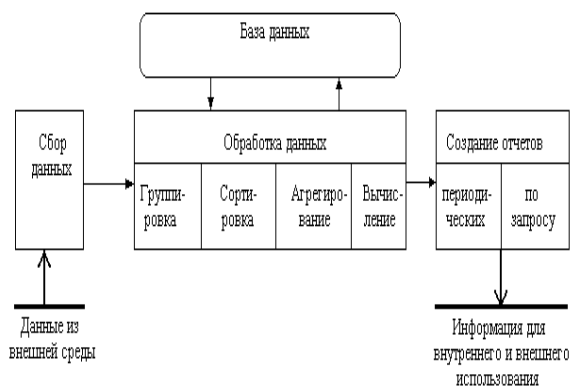 База данных
Сбор
данных
Обработка данных
Группи-
ровка
Сорти-
ровка
Агрегиро-
вание
Вычис-
ление
Создание отчетов
периоди-
ческих
по
запросу
Данные из
внешней среды
Информация для
внутреннего и внешнего
использования